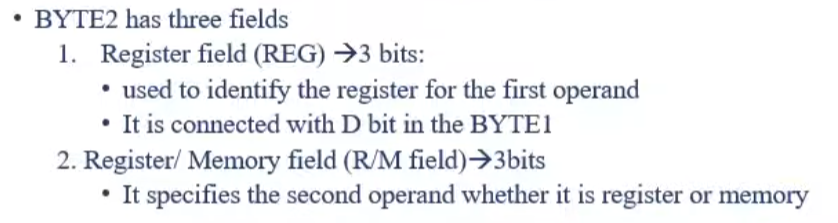 • BYTE2 has three fields
1. Register field (REG) →3 bits:
• used to identify the register for the first operand
• It is connected with D bit in the BYTE1
2. Register/ Memory field (R/M field)→3bits
• It specifies the second operand whether it is register or memory